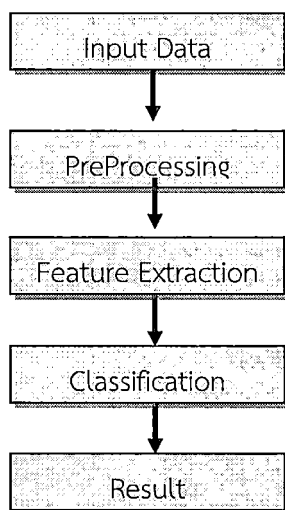 Input Data
PreProcessing
Feature Extraction
Classification
Result